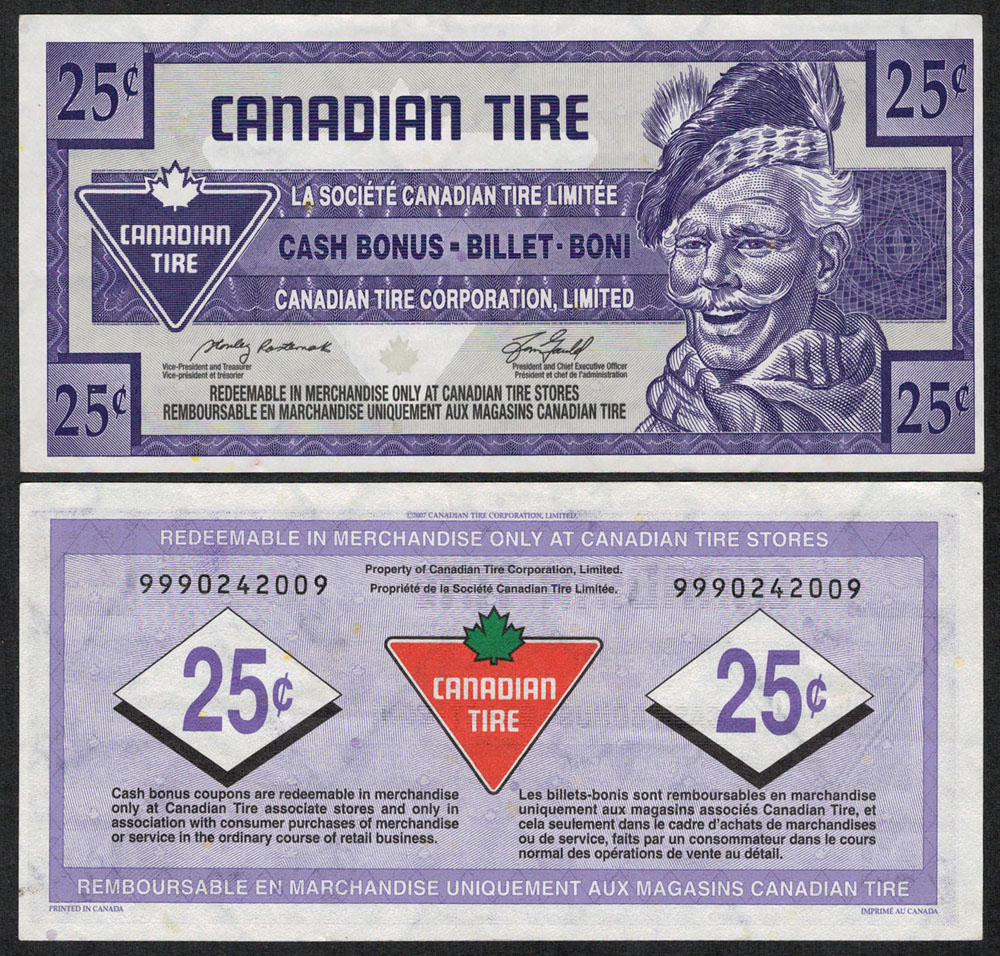 25¢
25¢
CANADIAN TIRE
CANADIAN
TIRE
LA SOCIÉTÉ CANADIAN TIRE LIMITÉE
CASH BONUS - BILLET - BONI
CANADIAN TIRE CORPORATION, LIMITED
Vice-President and Treasurer
Vice-président et trésorier
President and Chief Executive Officer
Président et chef de l'administration
REDEEMABLE IN MERCHANDISE ONLY AT CANADIAN TIRE STORES
REMBOURSABLE EN MARCHANDISE UNIQUEMENT AUX MAGASINS CANADIAN TIRE
25¢
25¢
©2007 CANADIAN TIRE CORPORATION, LIMITED.
REDEEMABLE IN MERCHANDISE ONLY AT CANADIAN TIRE STORES
Property of Canadian Tire Corporation, Limited.
Propriété de la Société Canadian Tire Limitée.
9990242009
9990242009
25¢
CANADIAN
TIRE
25¢
Cash bonus coupons are redeemable in merchandise
only at Canadian Tire associate stores and only in
association with consumer purchases of merchandise
or service in the ordinary course of retail business.
Les billets-bonis sont remboursables en marchandise
uniquement aux magasins associés Canadian Tire, et
cela seulement dans le cadre d'achats de marchandises
ou de service, faits par un consommateur dans le cours
normal des opérations de vente au détail.
REMBOURSABLE EN MARCHANDISE UNIQUEMENT AUX MAGASINS CANADIAN TIRE
PRINTED IN CANADA
IMPRIMÉ AU CANADA